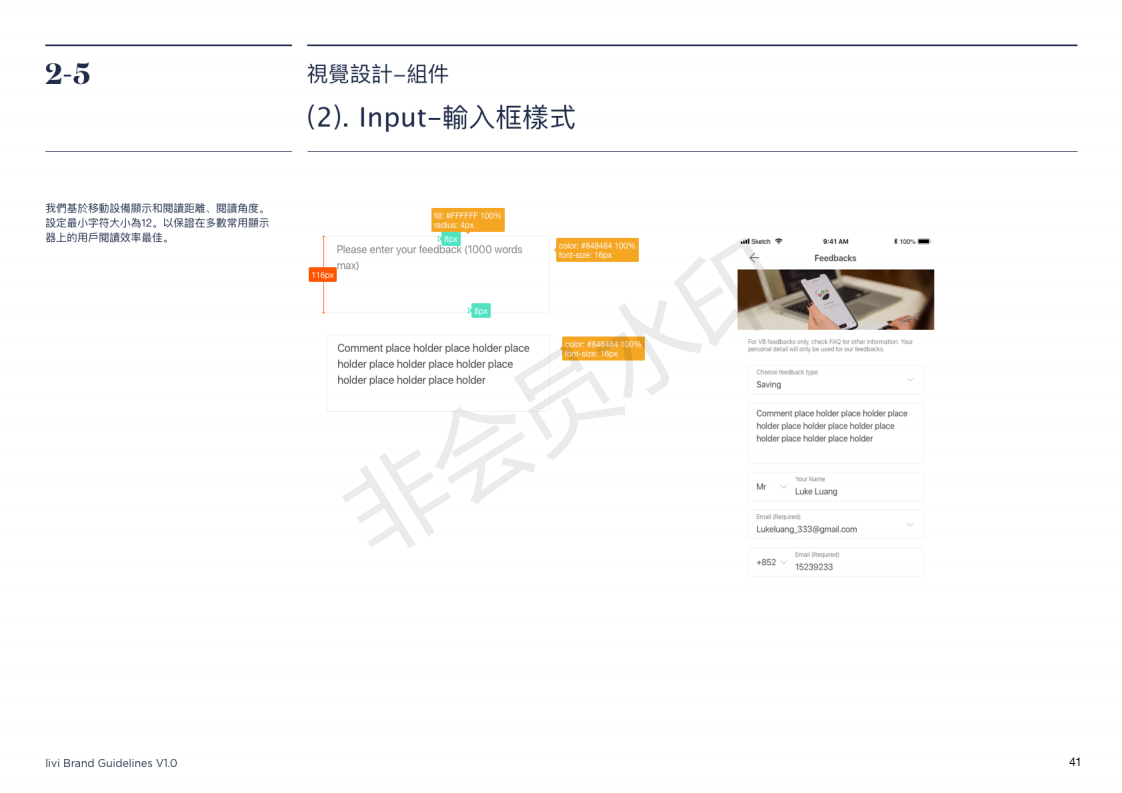 2-5
視覺設計–組件
(2). Input–輸入框樣式
我們基於移動設備顯示和閱讀距離、閱讀角度。
設定最小字符大小為12。以保證在多數常用顯示
器上的用戶閱讀效率最佳。
fill: #FFFFFF 100%
radius: 4px
8px
Please enter your feedback (1000 words
max)
116px
8px
color: #848484 100%
font-size: 16px
Comment place holder place holder place
holder place holder place holder place
holder place holder place holder
color: #848484 100%
font-size: 16px
Sketch
9:41 AM
100%
Feedbacks
For VB feedbacks only, check FAQ for other information. Your
personal detail will only be used for our feedbacks.
Choose feedback type
Saving
Comment place holder place holder place
holder place holder place holder place
holder place holder place holder
Mr
Your Name
Luke Luang
Email (Required)
Lukeluang_333@gmail.com
+852
Email (Required)
15239233
非会员水印
livi Brand Guidelines V1.0
41